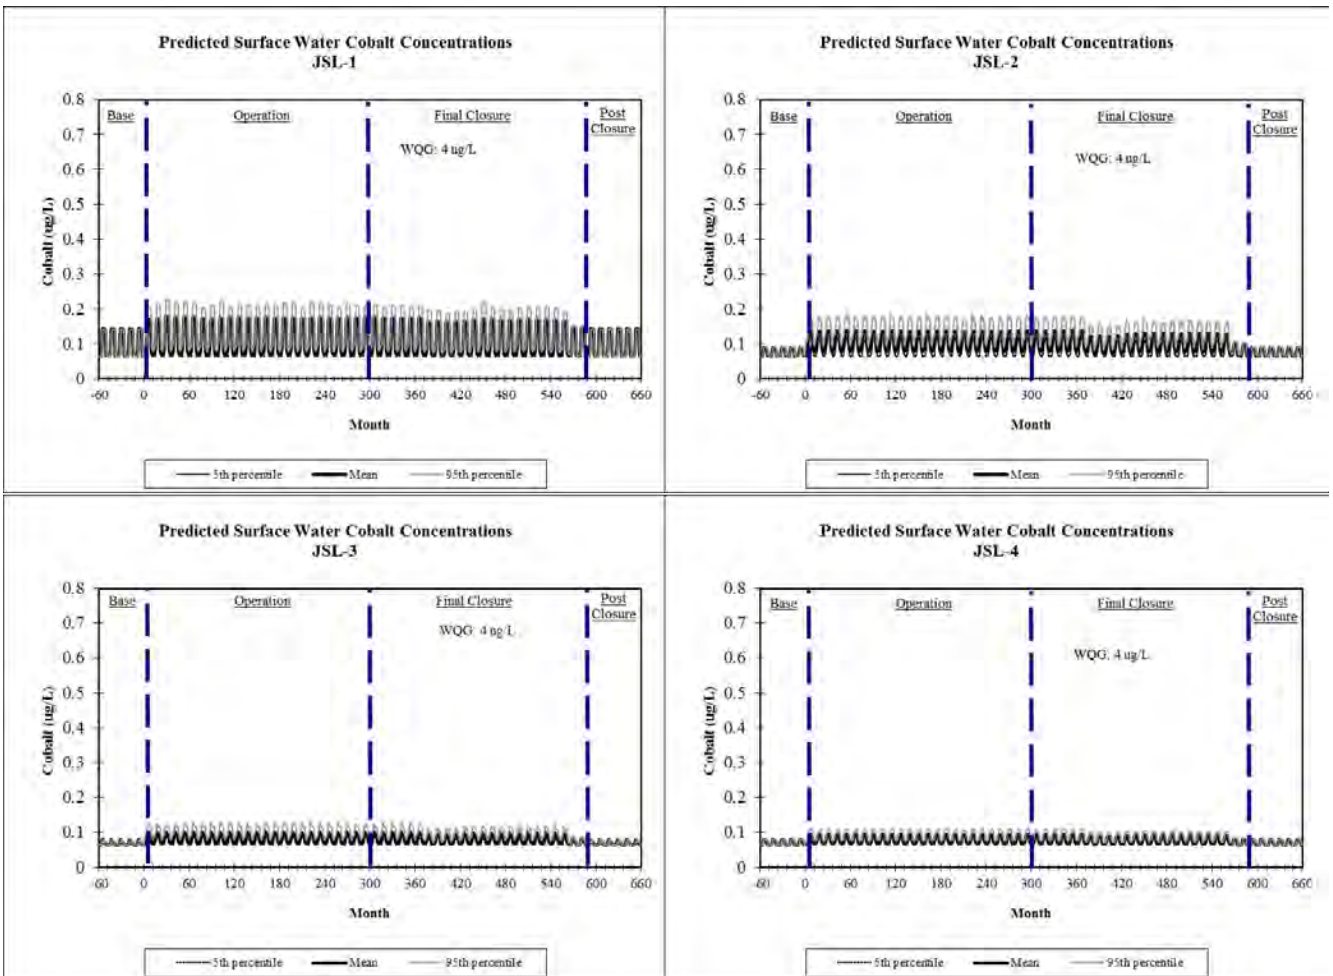 Predicted Surface Water Cobalt Concentrations
JSL-1
0.8
0.7
0.6
0.5
0.4
0.3
0.2
0.1
0
Cobalt (ug/L)
Base
Operation
Final Closure
Post
Closure
WQG: 4 ug/L
-60 0 60 120 180 240 300 360 420 480 540 600 660
Month
5th percentile Mean 95th percentile
Predicted Surface Water Cobalt Concentrations
JSL-2
0.8
0.7
0.6
0.5
0.4
0.3
0.2
0.1
0
Cobalt (ug/L)
Base
Operation
Final Closure
Post
Closure
WQG: 4 ug/L
-60 0 60 120 180 240 300 360 420 480 540 600 660
Month
5th percentile Mean 95th percentile
Predicted Surface Water Cobalt Concentrations
JSL-3
0.8
0.7
0.6
0.5
0.4
0.3
0.2
0.1
0
Cobalt (ug/L)
Base
Operation
Final Closure
Post
Closure
WQG: 4 ug/L
-60 0 60 120 180 240 300 360 420 480 540 600 660
Month
5th percentile Mean 95th percentile
Predicted Surface Water Cobalt Concentrations
JSL-4
0.8
0.7
0.6
0.5
0.4
0.3
0.2
0.1
0
Cobalt (ug/L)
Base
Operation
Final Closure
Post
Closure
WQG: 4 ug/L
-60 0 60 120 180 240 300 360 420 480 540 600 660
Month
5th percentile Mean 95th percentile